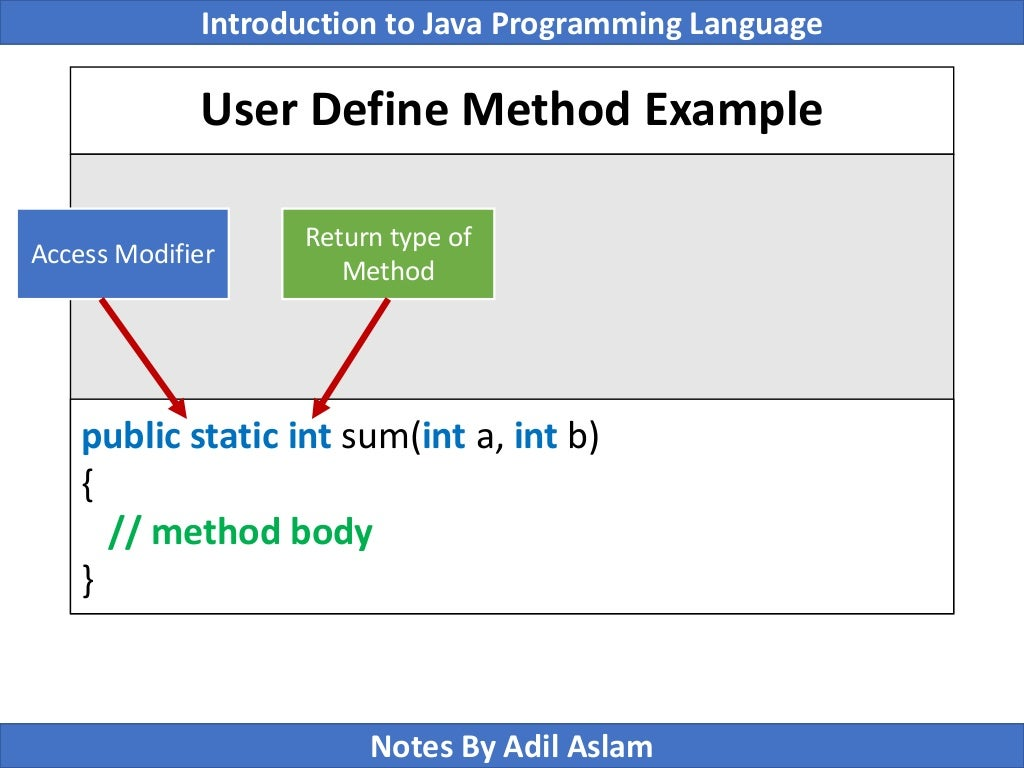 Introduction to Java Programming Language
User Define Method Example
Access Modifier
Return type of
Method
public static int sum(int a, int b)
{
// method body
}
Notes By Adil Aslam